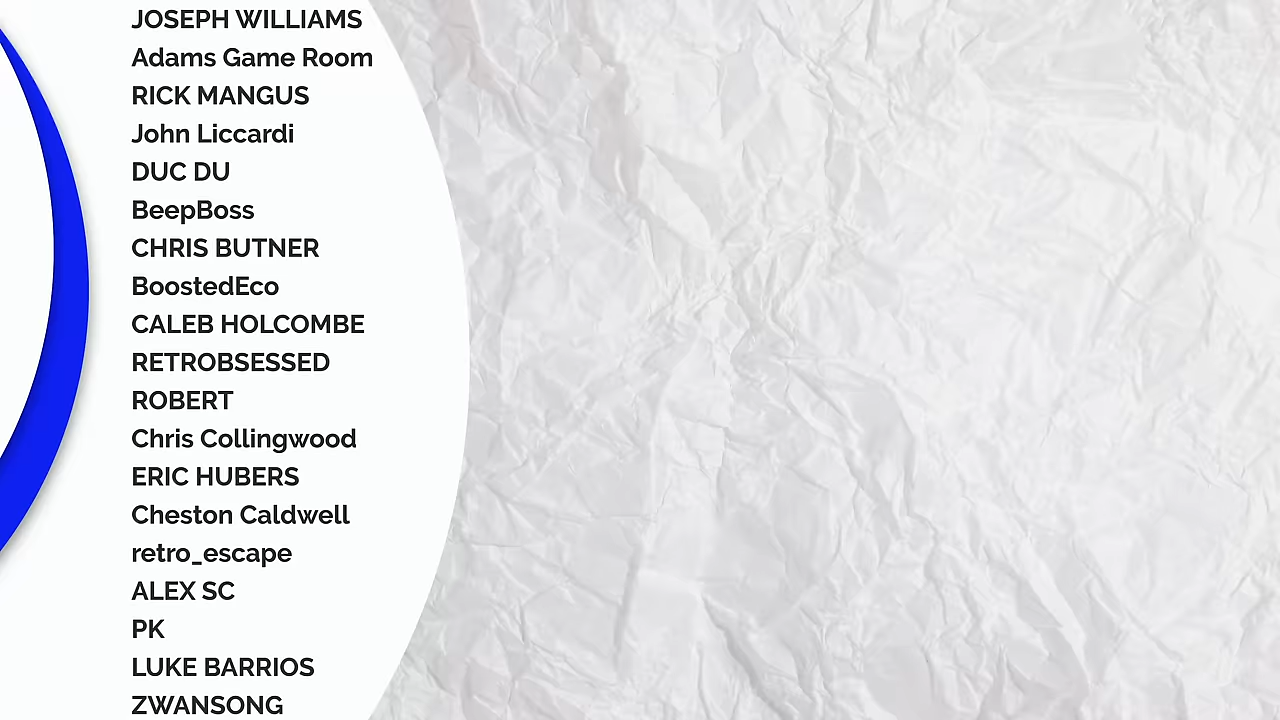 JOSEPH WILLIAMS
Adams Game Room
RICK MANGUS
John Liccardi
DUC DU
BeepBoss
CHRIS BUTNER
BoostedEco
CALEB HOLCOMBE
RETROBSESSED
ROBERT
Chris Collingwood
ERIC HUBERS
Cheston Caldwell
retro_escape
ALEX SC
PK
LUKE BARRIOS
ZWANSONG